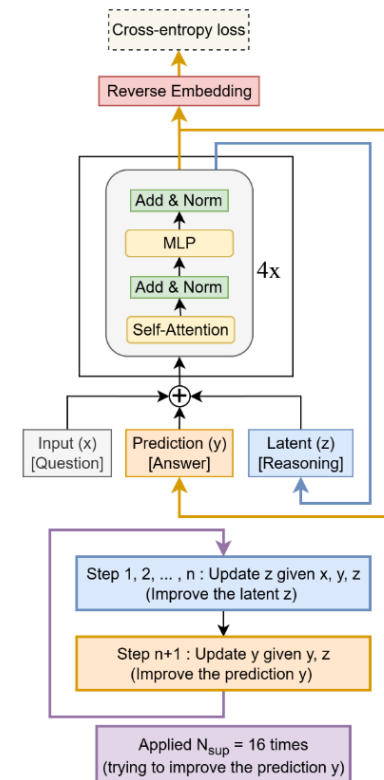 Cross-entropy loss
Reverse Embedding
Add & Norm
MLP
4x
Add & Norm
Self-Attention
+
Input (x)
[Question]
Prediction (y)
[Answer]
Latent (z)
[Reasoning]
Step 1, 2, ... , n : Update z given x, y, z
(Improve the latent z)
Step n+1 : Update y given y, z
(Improve the prediction y)
Applied Nsup = 16 times
(trying to improve the prediction y)